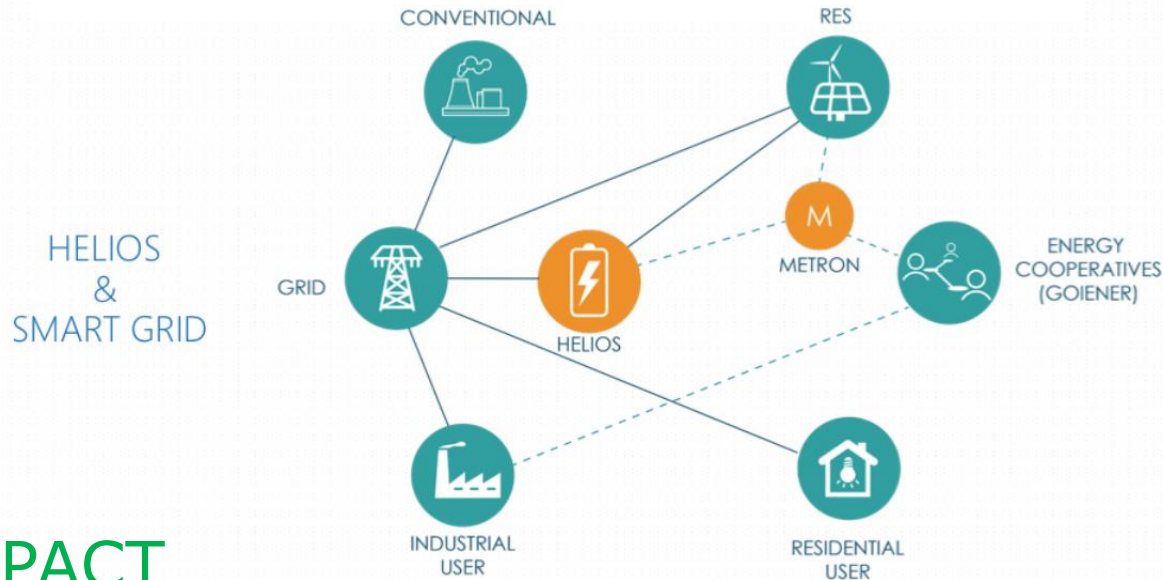 CONVENTIONAL
RES
HELIOS
&
SMART GRID
GRID
HELIOS
M
METRON
ENERGY
COOPERATIVES
(GOIENER)
INDUSTRIAL
USER
RESIDENTIAL
USER
PACT